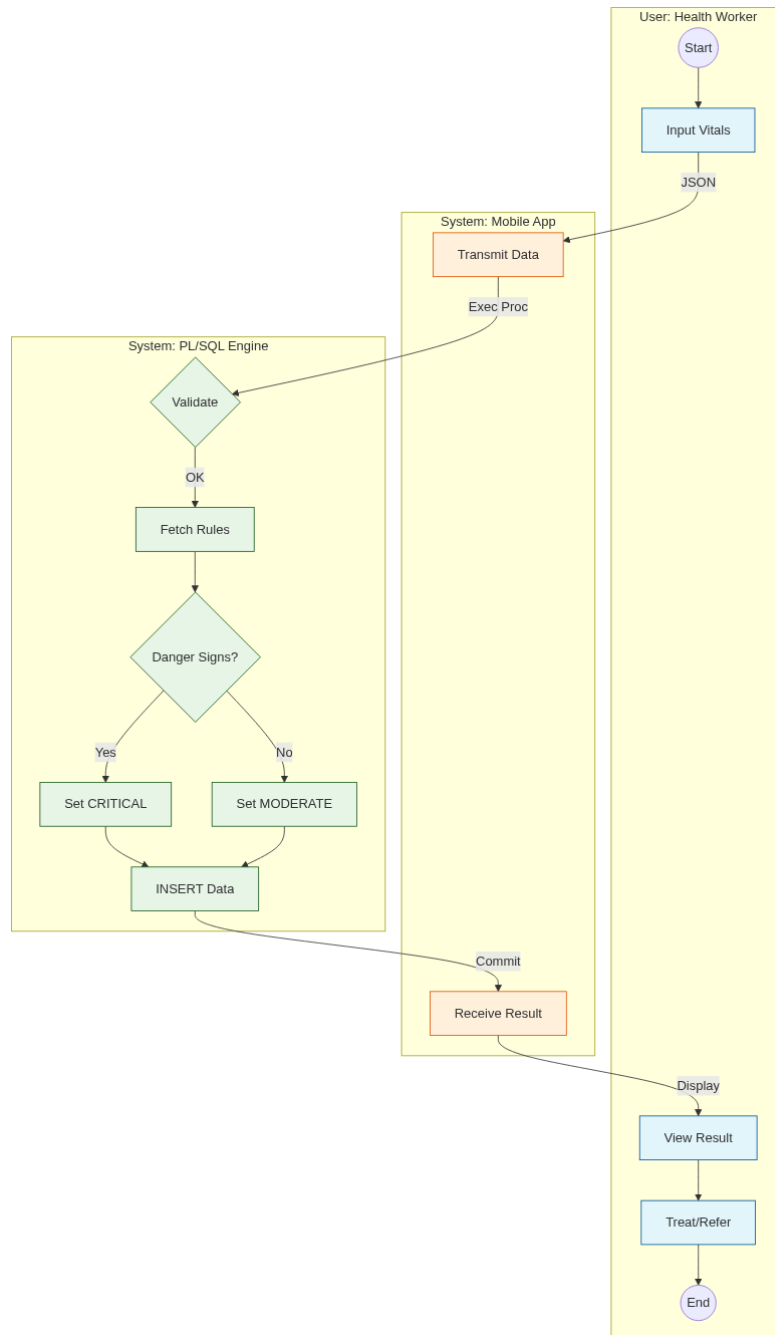 User: Health Worker
Start
Input Vitals
JSON
System: Mobile App
Transmit Data
Exec Proc
System: PL/SQL Engine
Validate
OK
Fetch Rules
Danger Signs?
Yes
No
Set CRITICAL
Set MODERATE
INSERT Data
Commit
Receive Result
Display
View Result
Treat/Refer
End